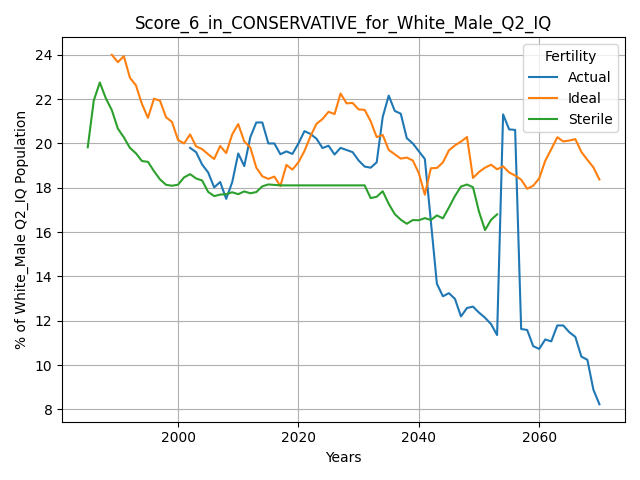 Score_6_in_CONSERVATIVE_for_White_Male_Q2_IQ
Fertility
Actual
Ideal
Sterile
% of White_Male Q2_IQ Population
24
22
20
18
16
14
12
10
8
2000
2020
2040
2060
Years